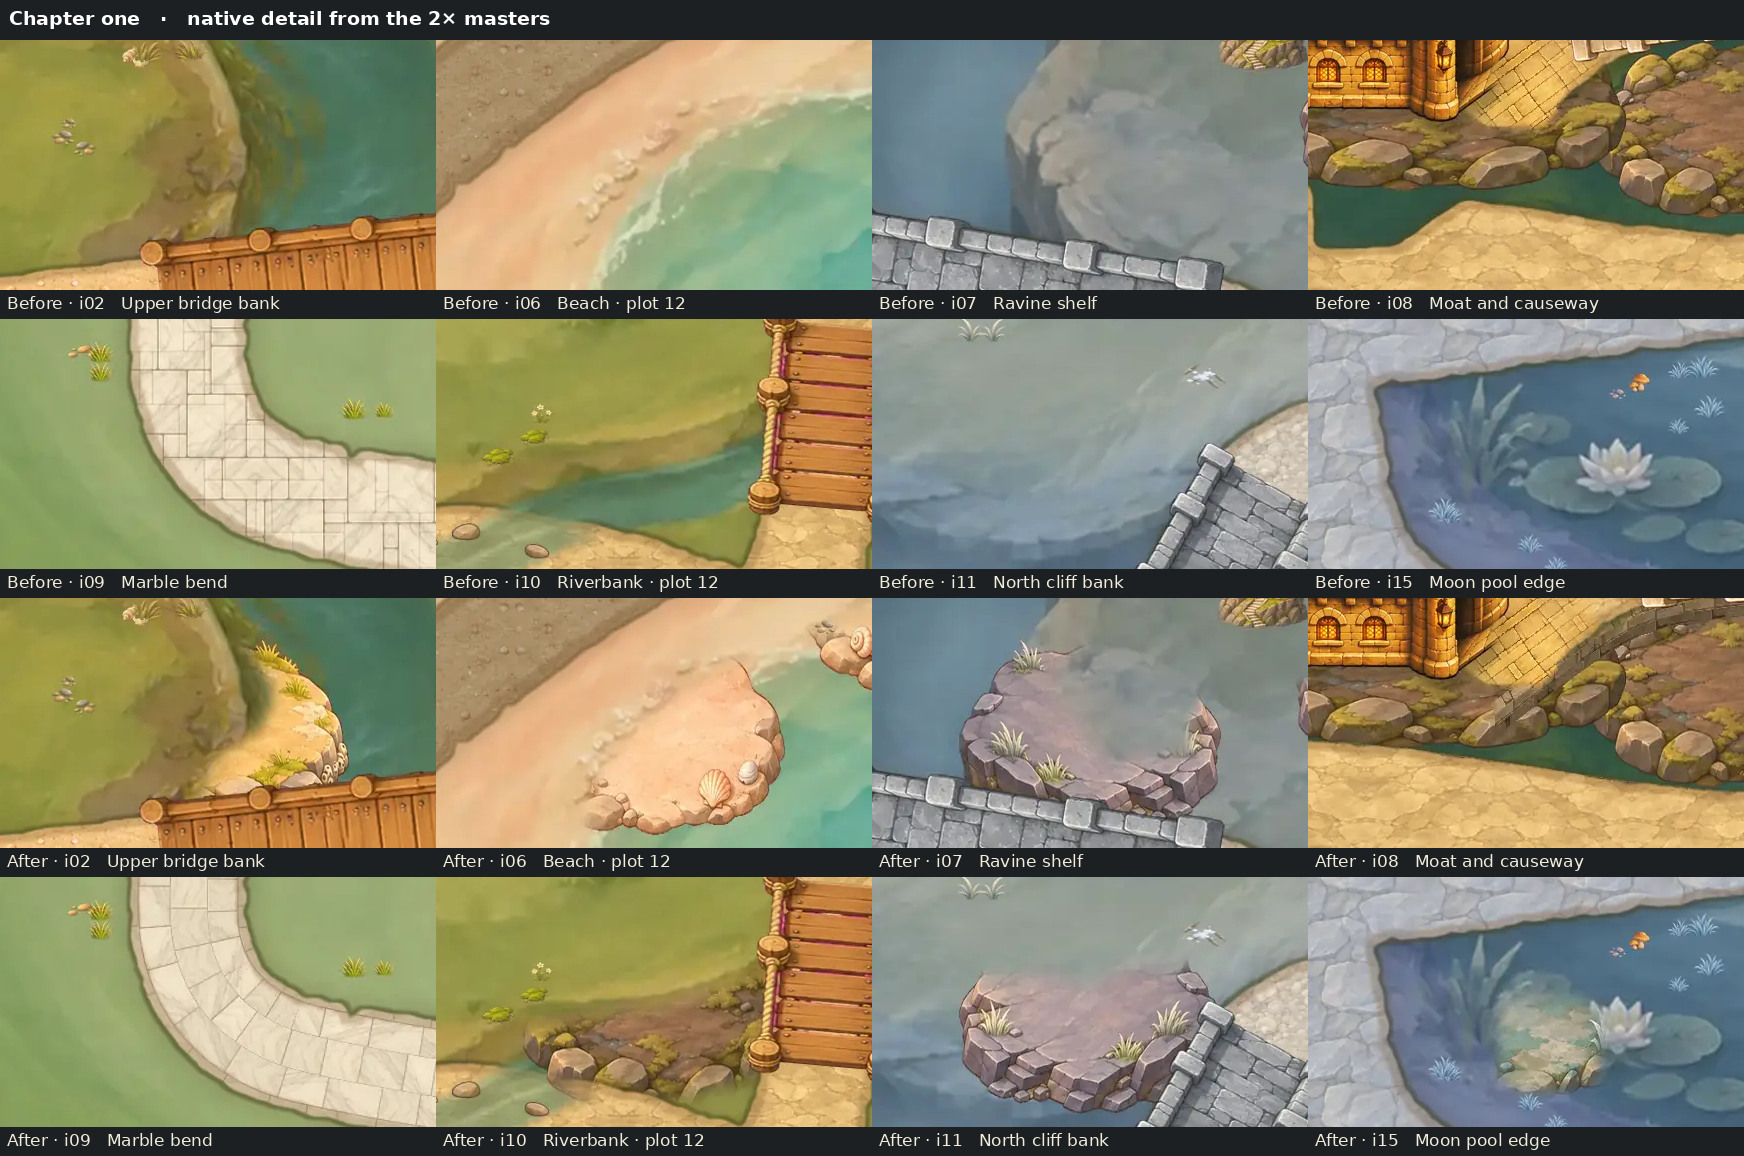 Chapter one · native detail from the 2× masters
Before · i02 Upper bridge bank
Before · i06 Beach · plot 12
Before · i07 Ravine shelf
Before · i08 Moat and causeway
Before · i09 Marble bend
Before · i10 Riverbank · plot 12
Before · i11 North cliff bank
Before · i15 Moon pool edge
After · i02 Upper bridge bank
After · i06 Beach · plot 12
After · i07 Ravine shelf
After · i08 Moat and causeway
After · i09 Marble bend
After · i10 Riverbank · plot 12
After · i11 North cliff bank
After · i15 Moon pool edge